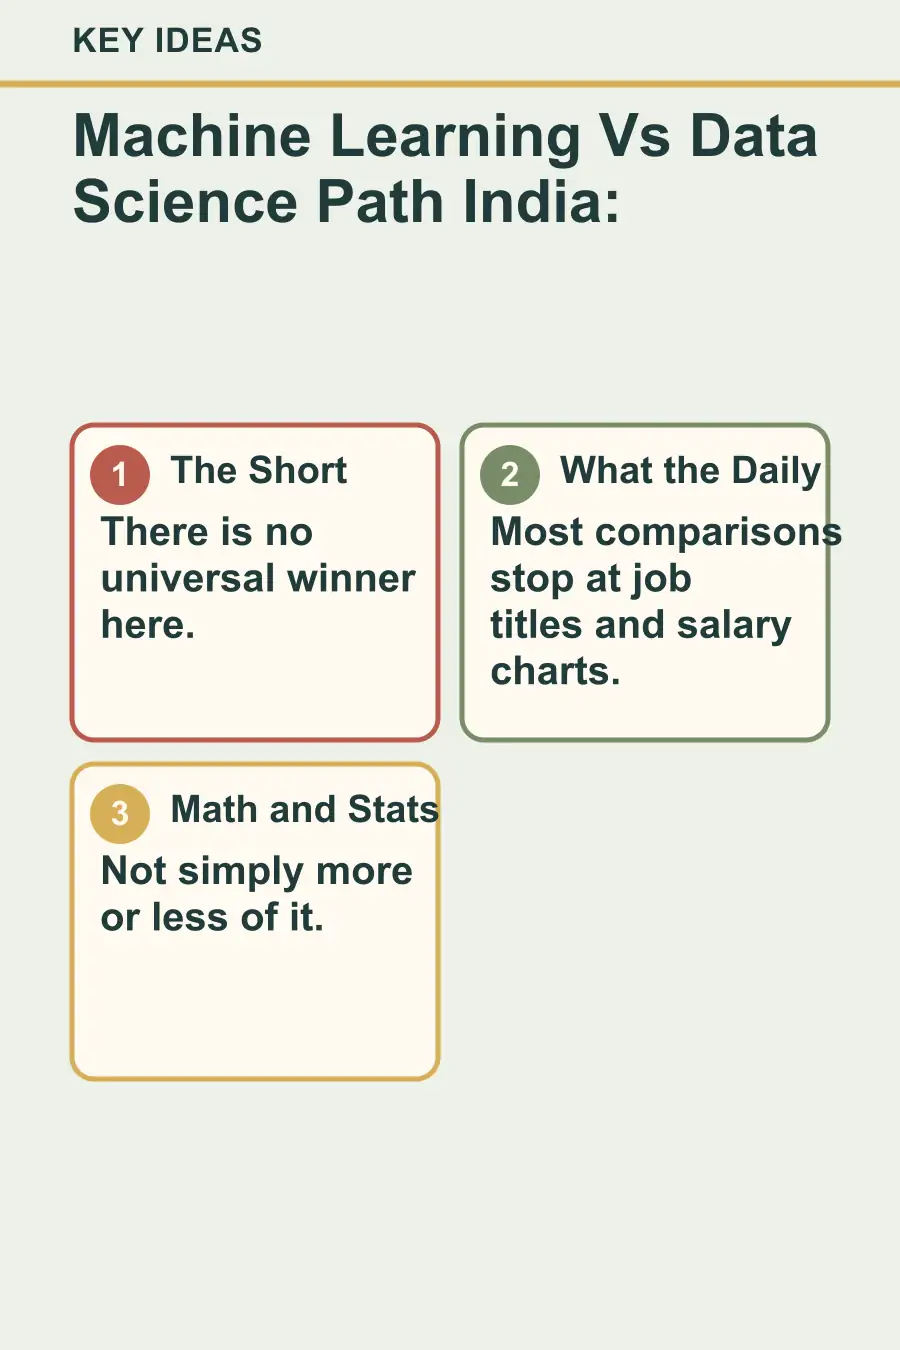 KEY IDEAS
Machine Learning Vs Data
Science Path India:
1 The Short
There is no
universal winner
here.
2 What the Daily
Most comparisons
stop at job
titles and salary
charts.
3 Math and Stats
Not simply more
or less of it.